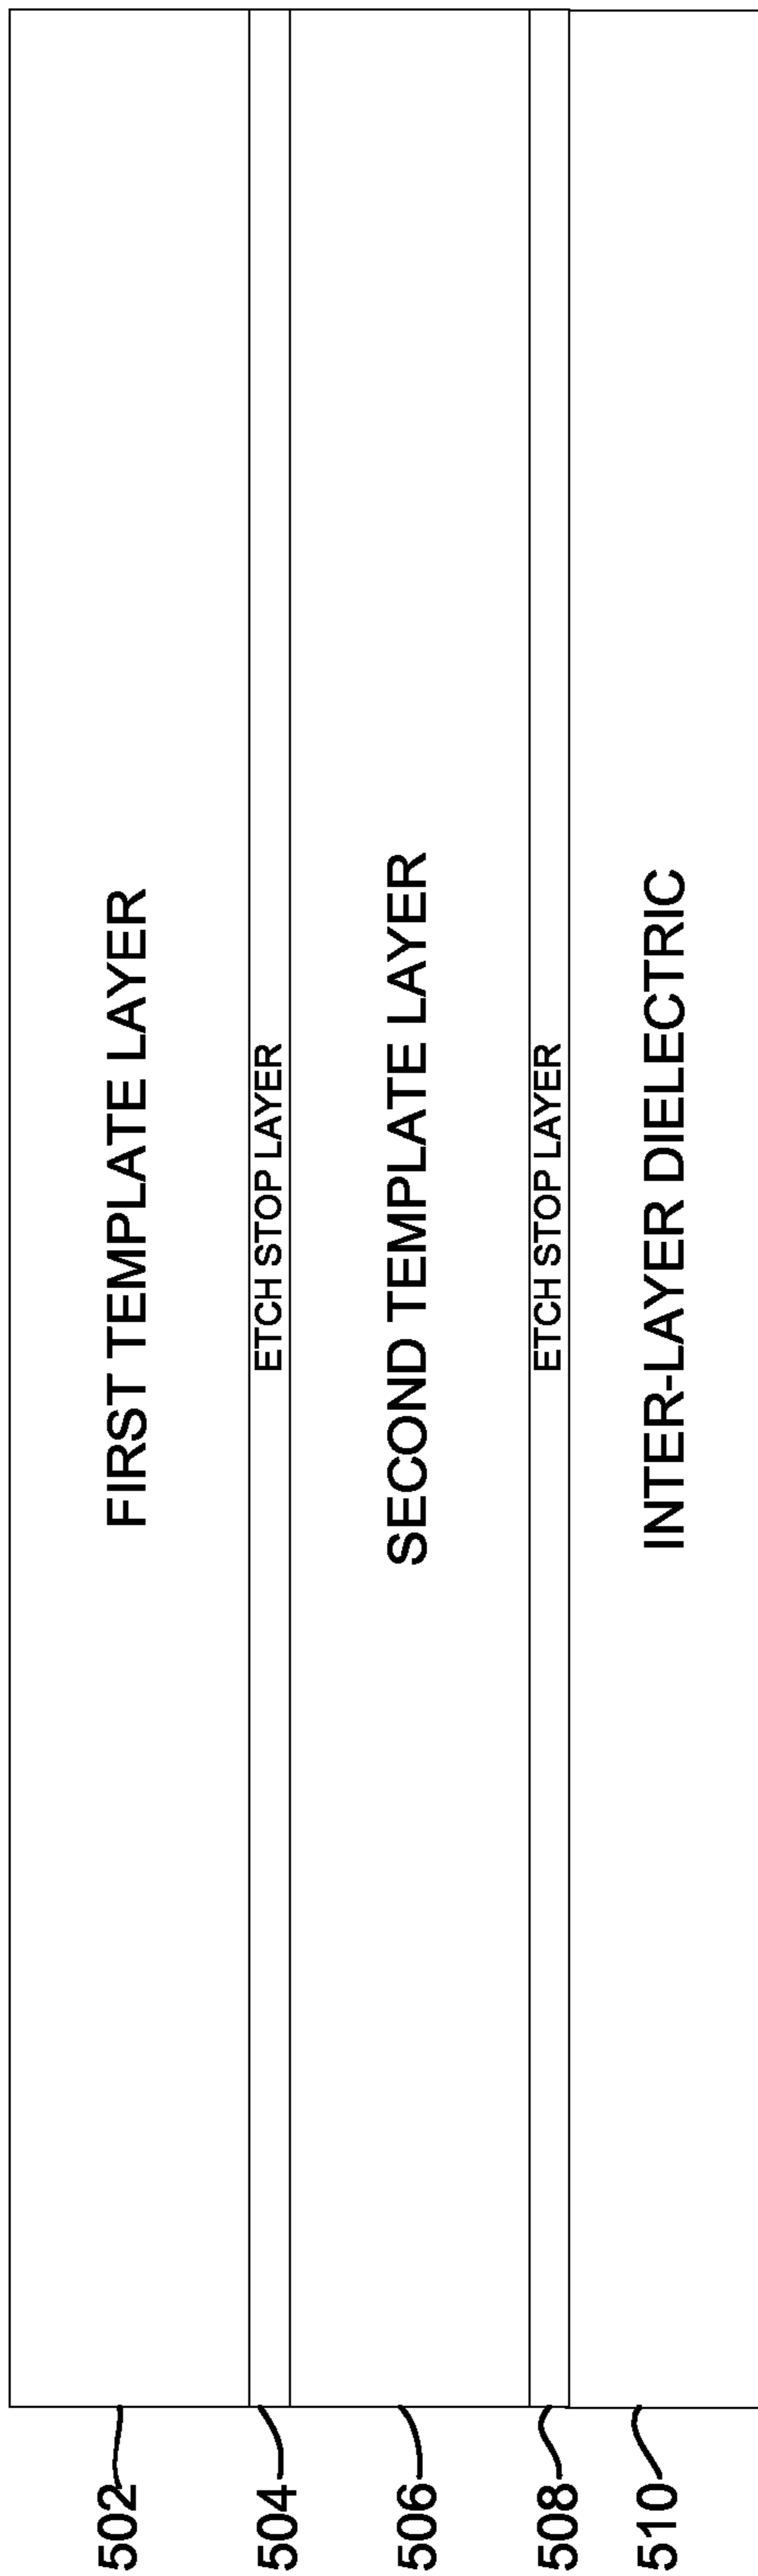 502
FIRST TEMPLATE LAYER
504
ETCH STOP LAYER
506
SECOND TEMPLATE LAYER
508
ETCH STOP LAYER
510
INTER-LAYER DIELECTRIC